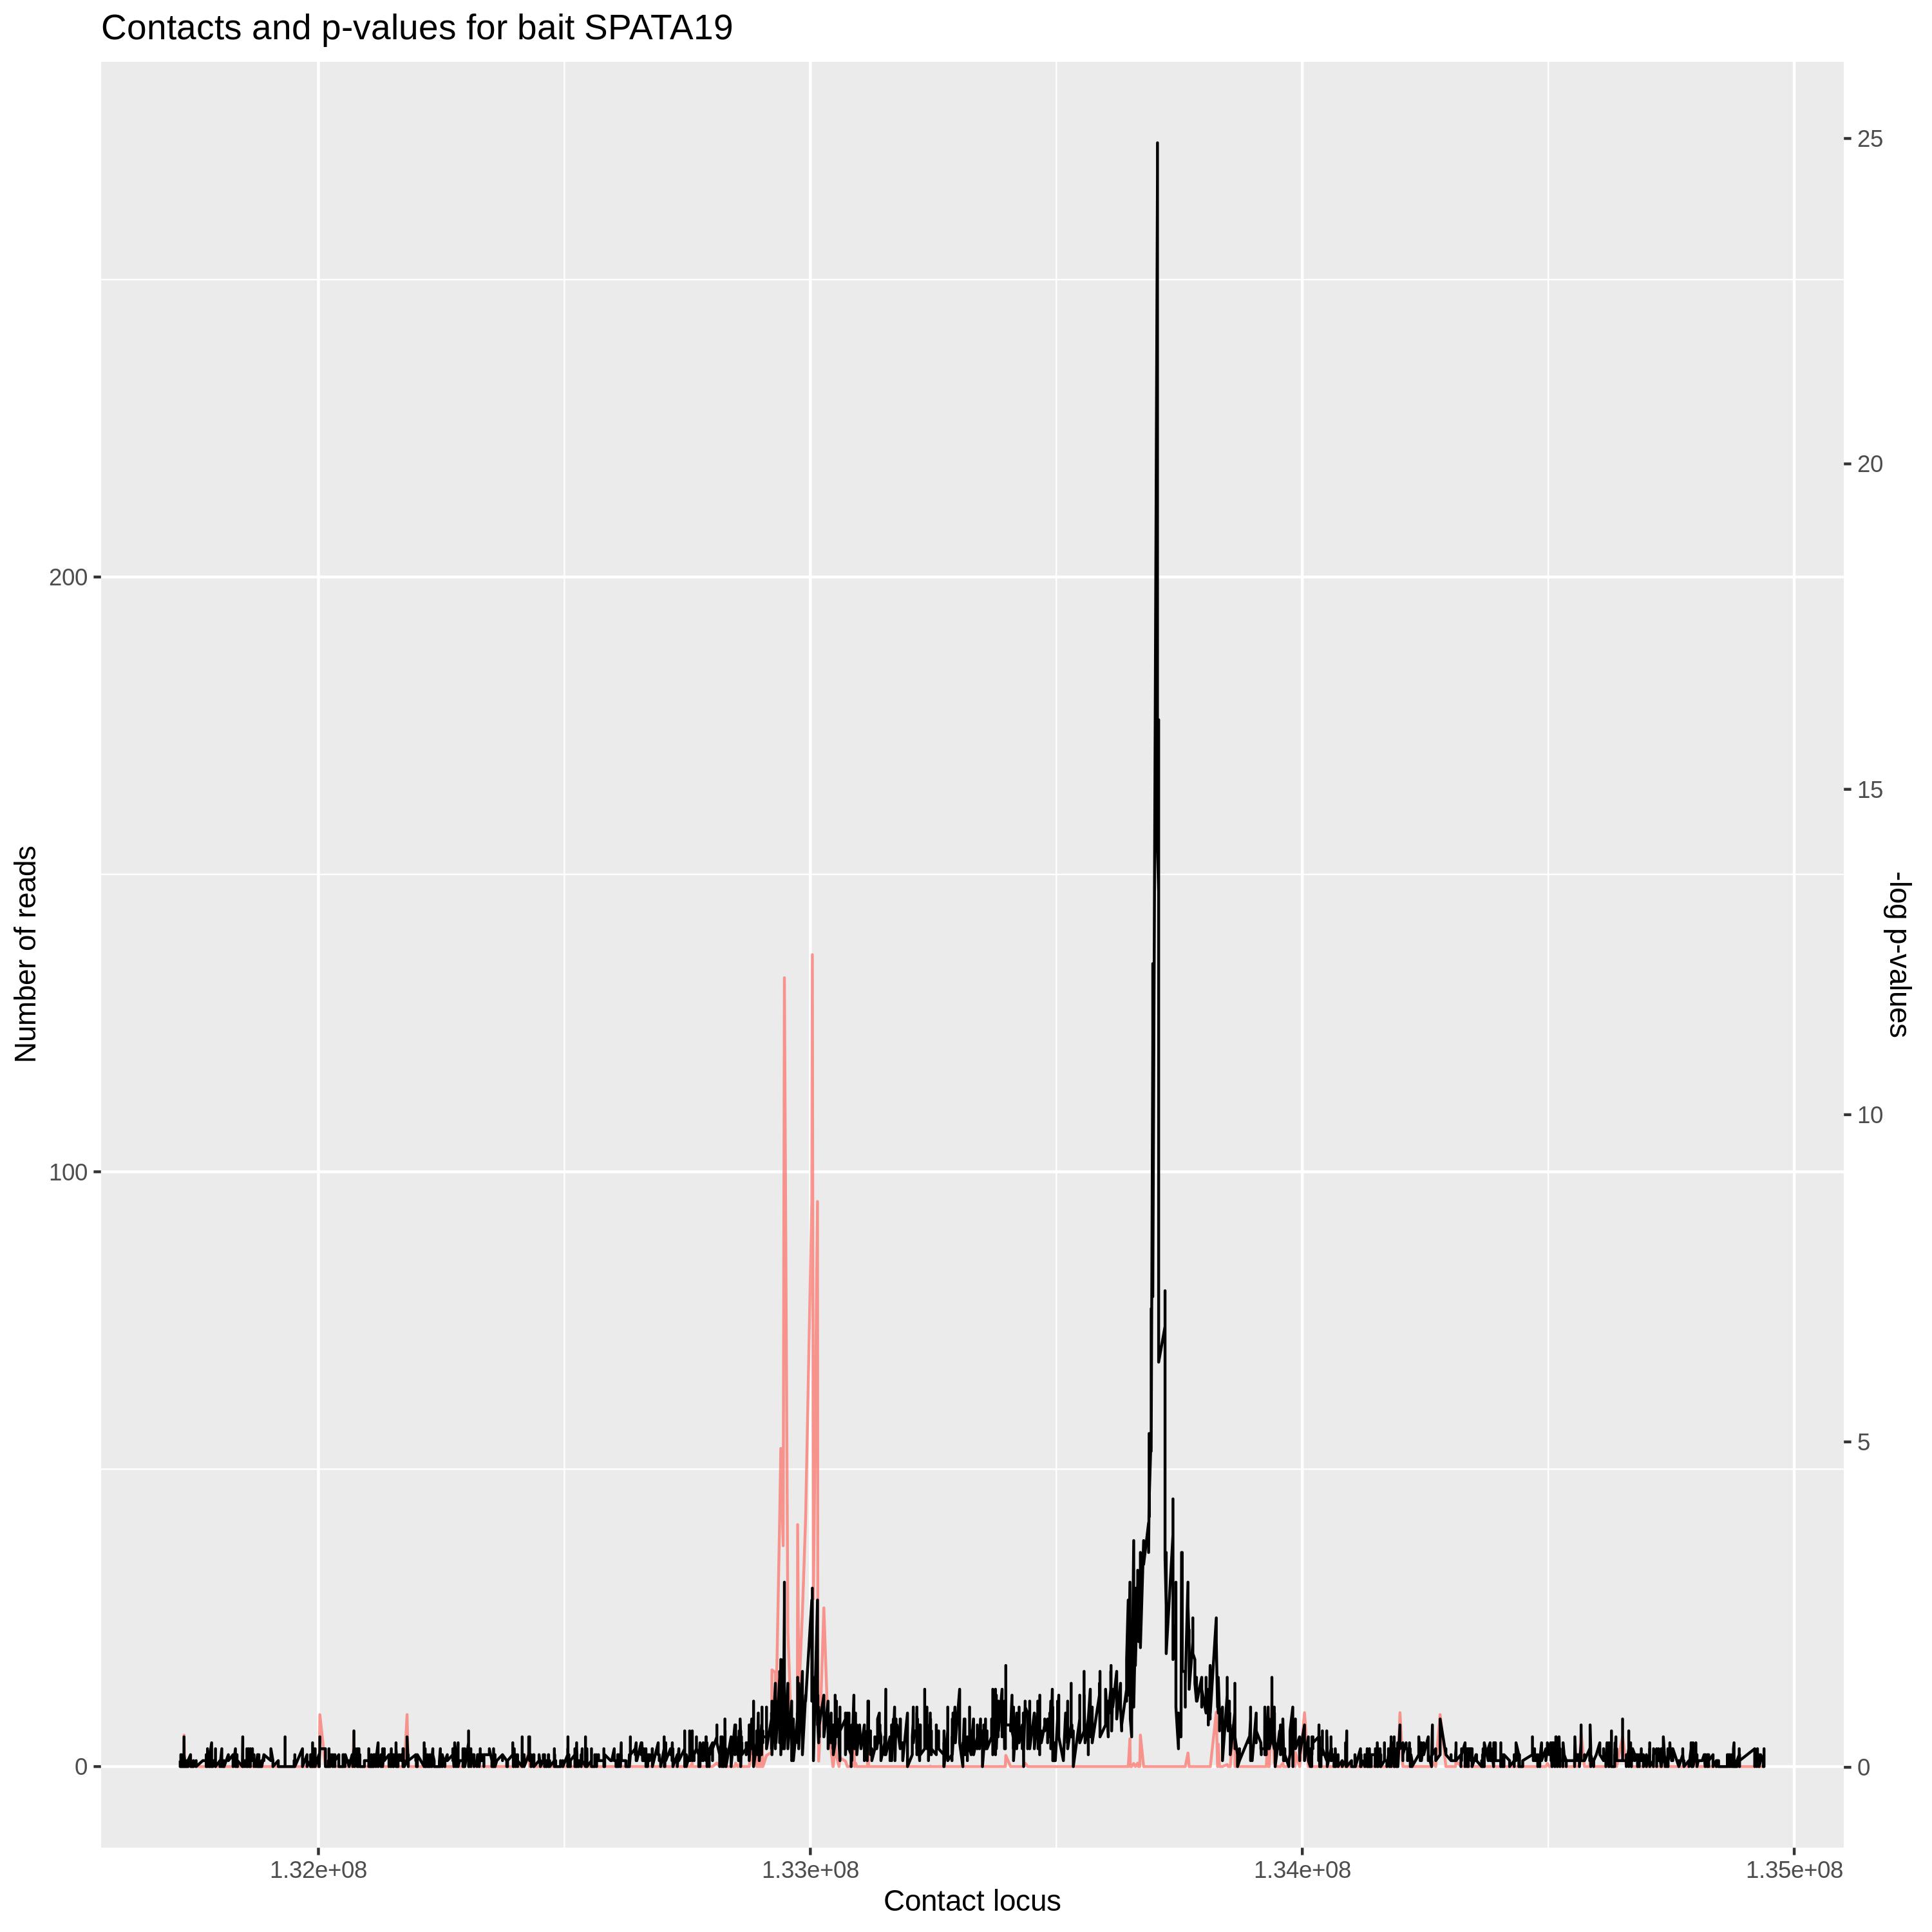 Contacts and p-values for bait SPATA19
Number of reads
200
100
0
25
20
15
10
5
0
-log p-values
1.32e+08
1.33e+08
1.34e+08
1.35e+08
Contact locus